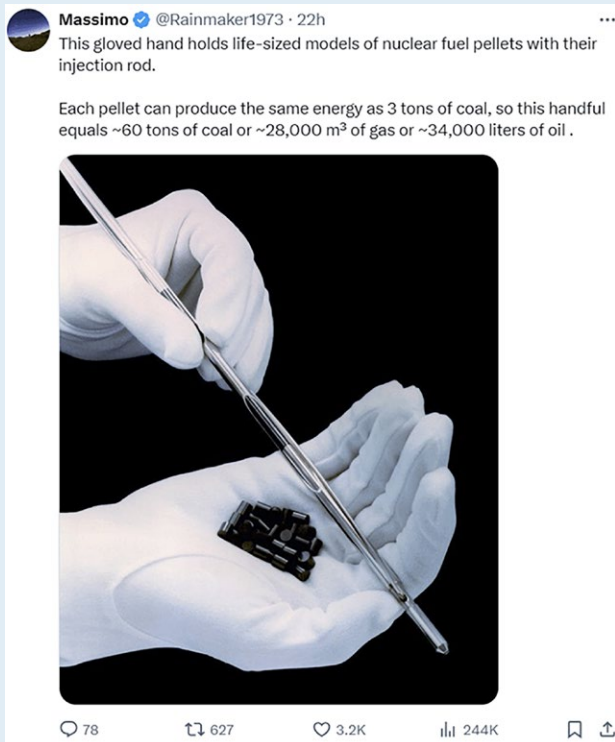 Massimo @Rainmaker1973 · 22h
This gloved hand holds life-sized models of nuclear fuel pellets with their
injection rod.
Each pellet can produce the same energy as 3 tons of coal, so this handful
equals ~60 tons of coal or ~28,000 m³ of gas or ~34,000 liters of oil .
78 627 3.2K 244K